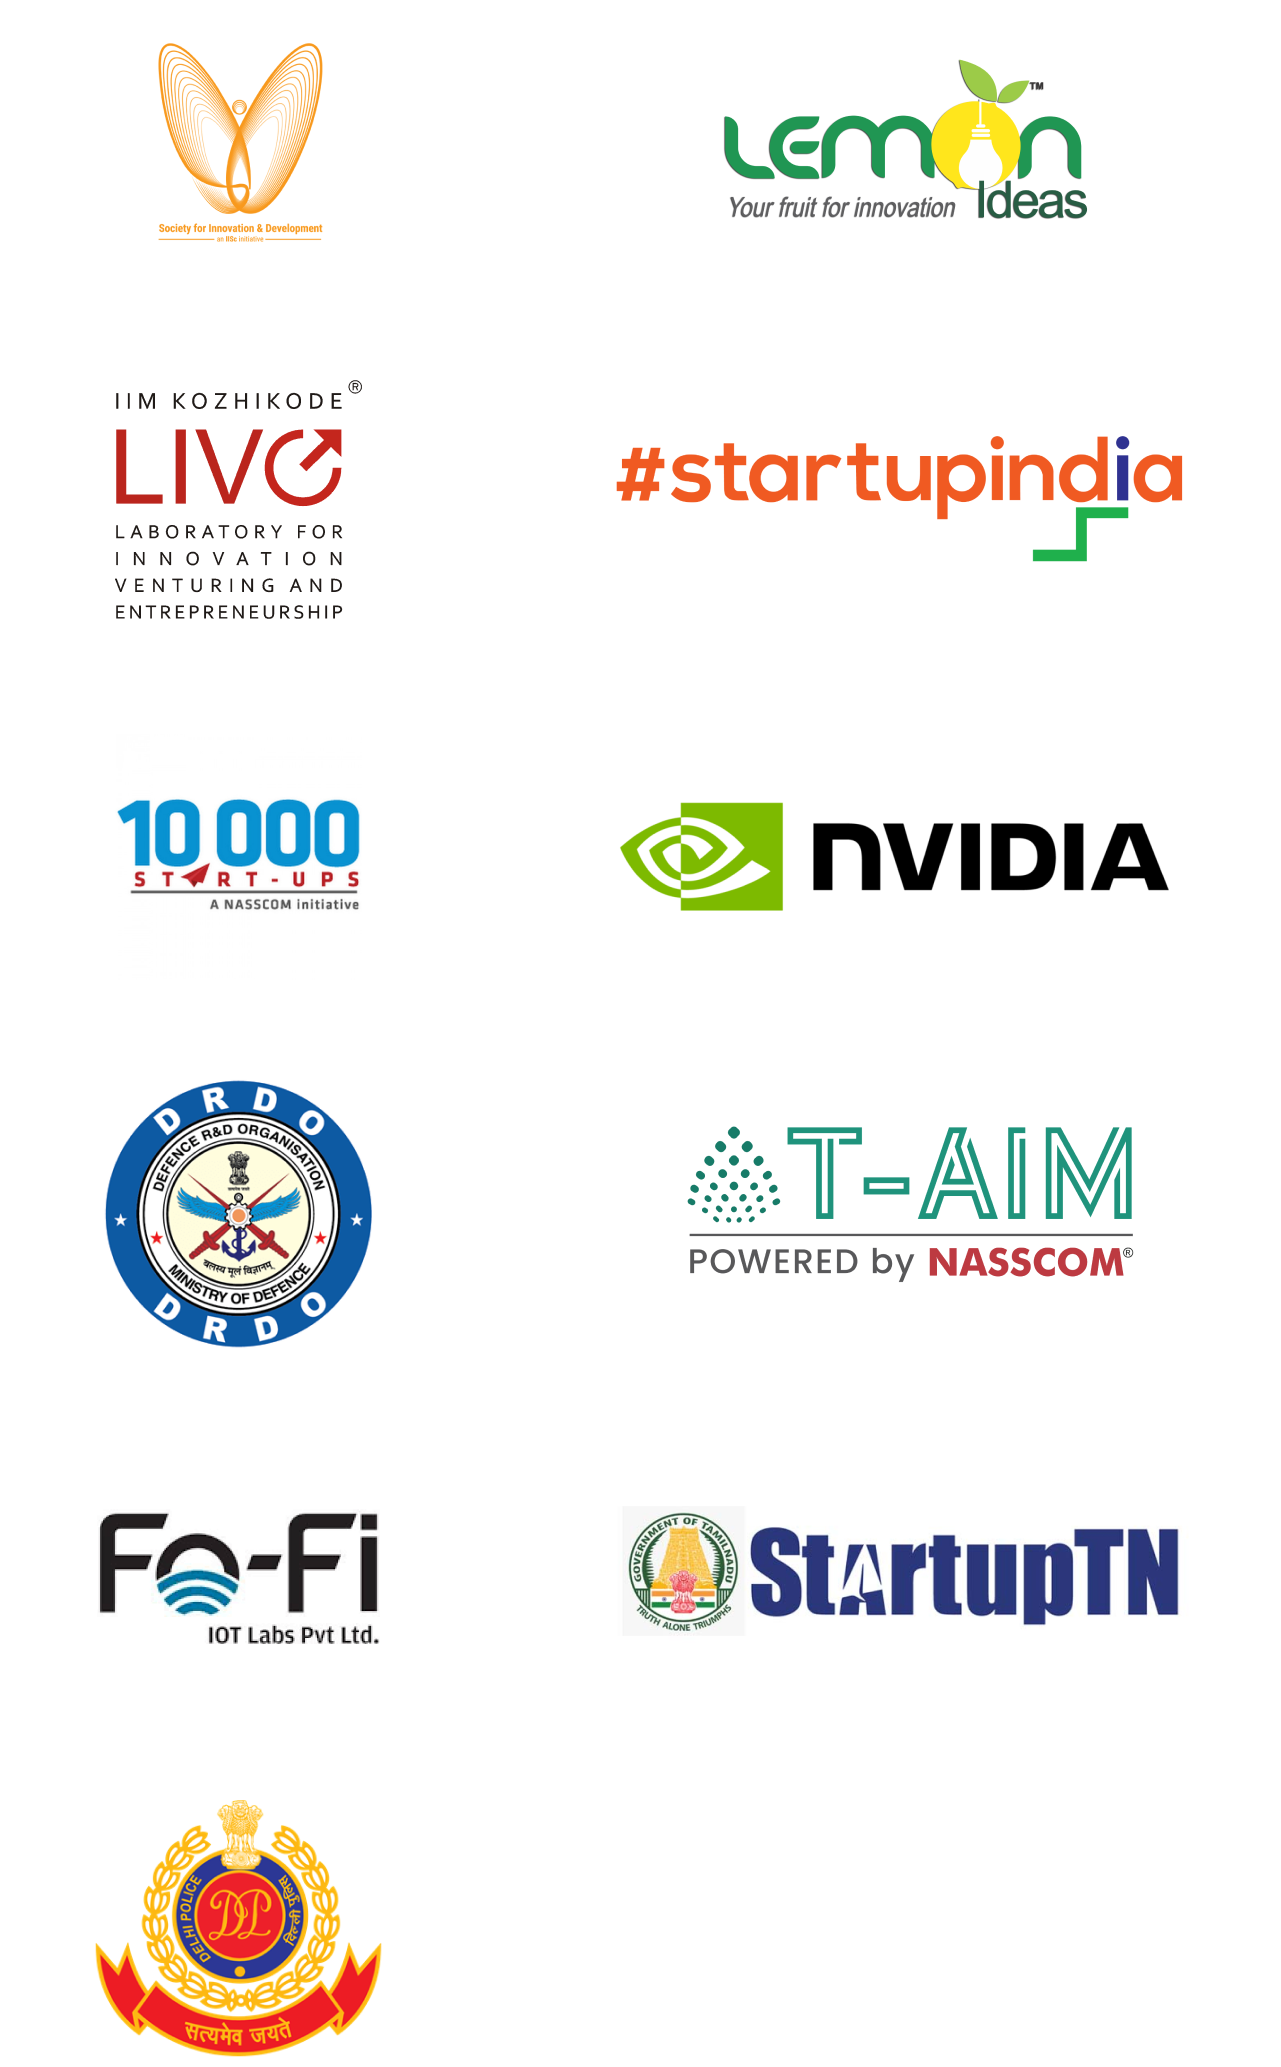 Society for Innovation & Development
an IISc initiative
LEMON
TM
Ideas
Your fruit for innovation
IIM KOZHIKODE®
LIVE
LABORATORY FOR
INNOVATION
VENTURING AND
ENTREPRENEURSHIP
#startupindia
10000
START-UPS
A NASSCOM initiative
NVIDIA
DRDO
DEFENCE R&D ORGANISATION
बलस्य मूलं विज्ञानम्
MINISTRY OF DEFENCE
DRDO
T-AIM
POWERED by NASSCOM®
Fo-Fi
IOT Labs Pvt Ltd.
GOVERNMENT OF TAMILNADU
TRUTH ALONE TRIUMPHS
StartupTN
DELHI POLICE
दिल्ली पुलिस
DP
सत्यमेव जयते